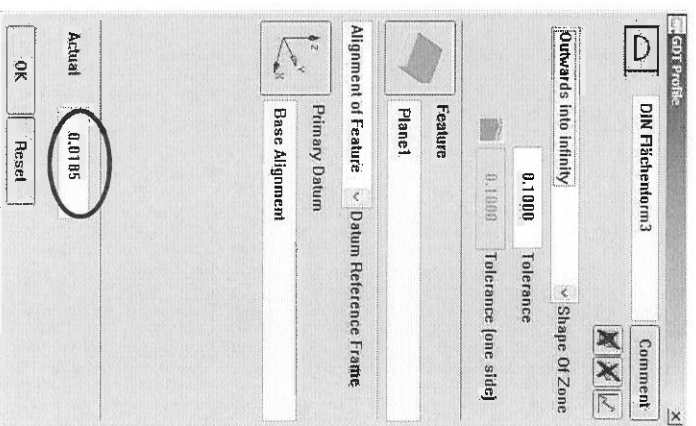 GDT Profile
DIN Flächenform3 Comment
Outwards into infinity Shape Of Zone
0.1000 Tolerance
0.1000 Tolerance (one side)
Feature
Plane1
Alignment of Feature Datum Reference Frame
Primary Datum
Z
Y
X
Base Alignment
Actual 0.0185
OK Reset